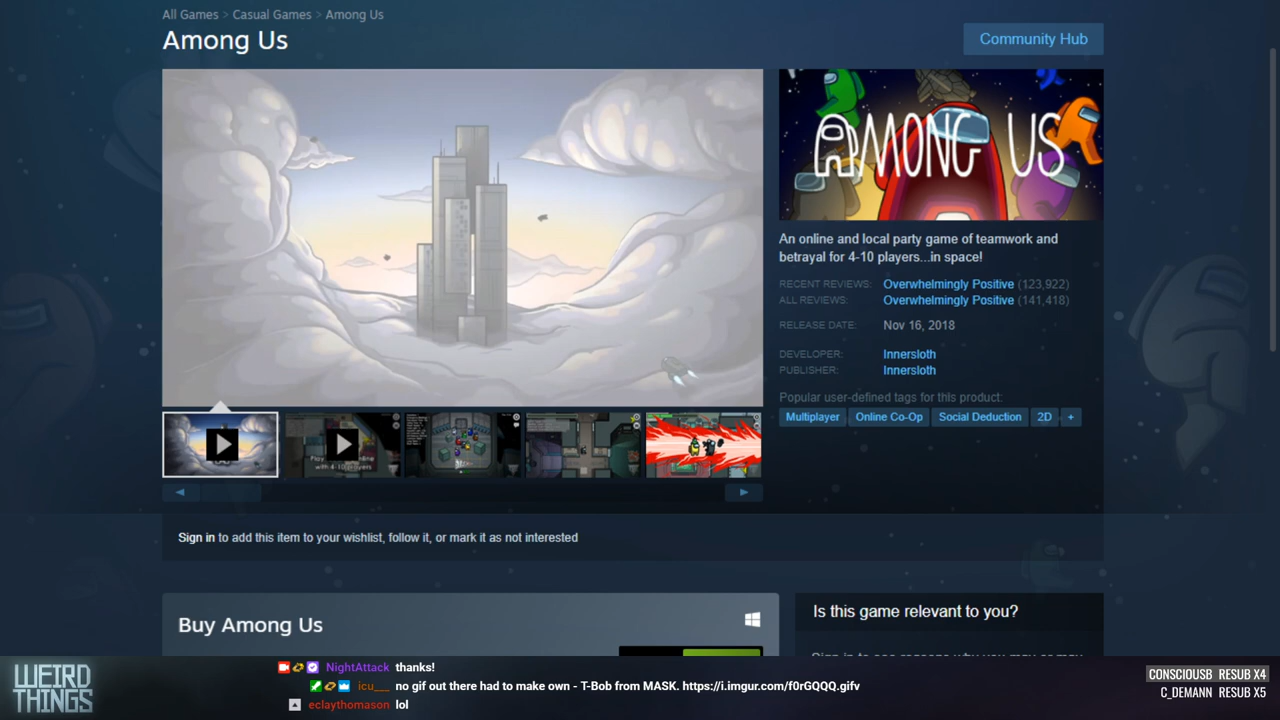 All Games > Casual Games > Among Us
Among Us
Community Hub
AMONG US
An online and local party game of teamwork and
betrayal for 4-10 players...in space!
RECENT REVIEWS: Overwhelmingly Positive (123,922)
ALL REVIEWS: Overwhelmingly Positive (141,418)
RELEASE DATE: Nov 16, 2018
DEVELOPER: Innersloth
PUBLISHER: Innersloth
Popular user-defined tags for this product:
Multiplayer Online Co-Op Social Deduction 2D +
with 4-10 players
Sign in to add this item to your wishlist, follow it, or mark it as not interested
Buy Among Us
Is this game relevant to you?
WEIRD
THINGS
NightAttack thanks!
icu___ no gif out there had to make own - T-Bob from MASK. https://i.imgur.com/f0rGQQQ.gifv
eclaythomason lol
CONSCIOUSB RESUB X4
C_DEMANN RESUB X5